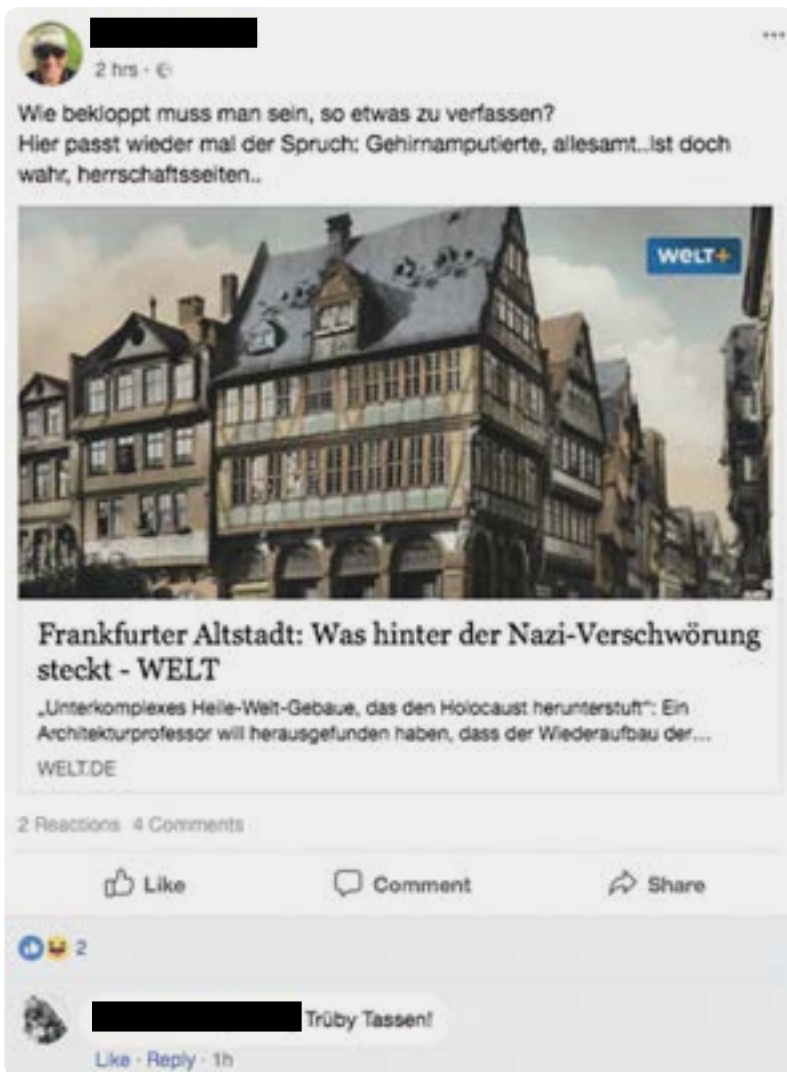 2 hrs ·
Wie bekloppt muss man sein, so etwas zu verfassen?
Hier passt wieder mal der Spruch: Gehirnamputierte, allesamt..Ist doch
wahr, herrschaftsseiten..
WELT+
Frankfurter Altstadt: Was hinter der Nazi-Verschwörung
steckt - WELT
„Unterkomplexes Heile-Welt-Gebaue, das den Holocaust herunterstuft“: Ein
Architekturprofessor will herausgefunden haben, dass der Wiederaufbau der...
WELT.DE
2 Reactions 4 Comments
Like Comment Share
2
Trüby Tassen!
Like · Reply · 1h